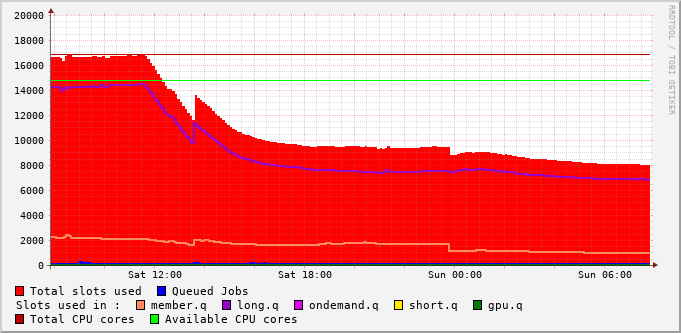 20000
18000
16000
14000
12000
10000
8000
6000
4000
2000
0
Sat 12:00 Sat 18:00 Sun 00:00 Sun 06:00
RRDTOOL / TOBI OETIKER
Total slots used Queued Jobs
Slots used in : member.q long.q ondemand.q short.q gpu.q
Total CPU cores Available CPU cores